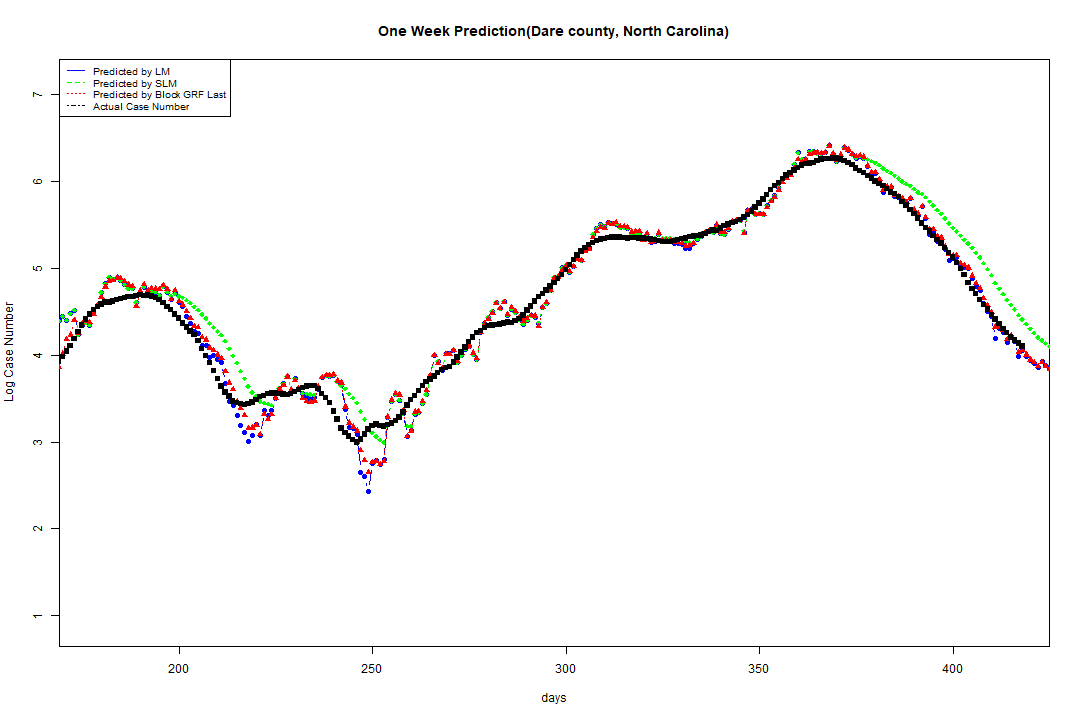 One Week Prediction(Dare county, North Carolina)
Predicted by LM
Predicted by SLM
Predicted by Block GRF Last
Actual Case Number
7
6
5
4
3
2
1
Log Case Number
200 250 300 350 400
days